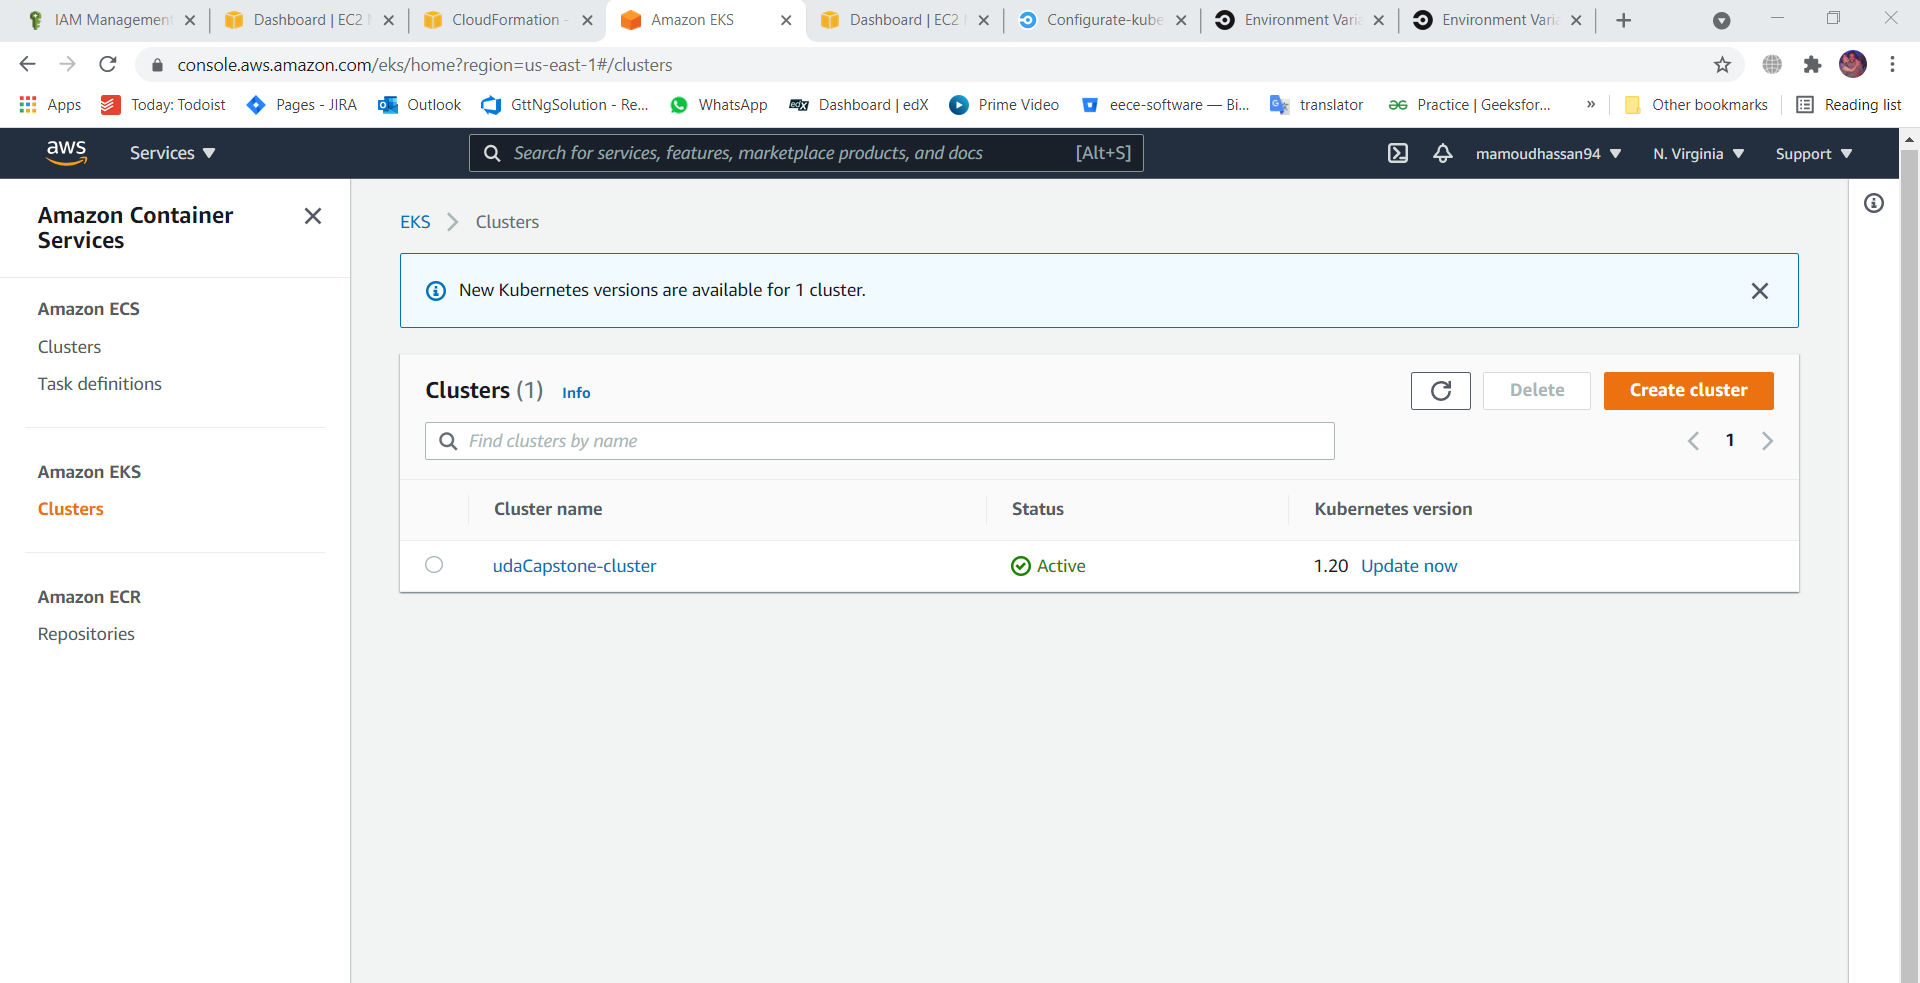 IAM Management
Dashboard | EC2
CloudFormation -
Amazon EKS
Dashboard | EC2
Configurate-kube
Environment Varia
Environment Varia
console.aws.amazon.com/eks/home?region=us-east-1#/clusters
Apps
Today: Todoist
Pages - JIRA
Outlook
GttNgSolution - Re...
WhatsApp
edX
Dashboard | edX
Prime Video
eece-software — Bi...
translator
Practice | Geeksfor...
»
Other bookmarks
Reading list
aws
Services
Search for services, features, marketplace products, and docs
[Alt+S]
mamoudhassan94
N. Virginia
Support
Amazon Container
Services
Amazon ECS
Clusters
Task definitions
Amazon EKS
Clusters
Amazon ECR
Repositories
EKS
Clusters
New Kubernetes versions are available for 1 cluster.
Clusters (1) Info
Delete
Create cluster
Find clusters by name
1
Cluster name
Status
Kubernetes version
udaCapstone-cluster
Active
1.20 Update now